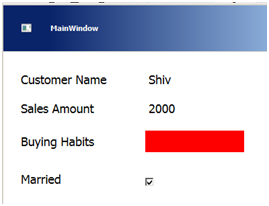 MainWindow
Customer Name Shiv
Sales Amount 2000
Buying Habits
Married